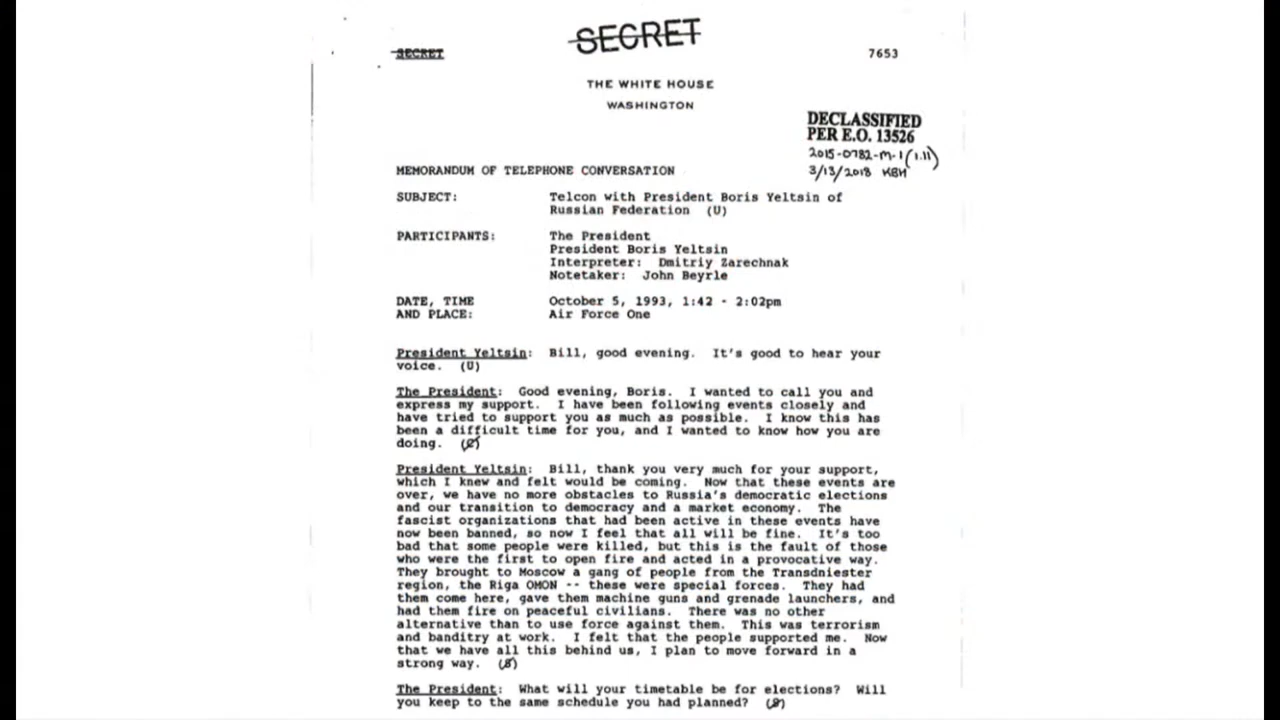 SECRET
SECRET
7653
THE WHITE HOUSE
WASHINGTON
DECLASSIFIED
PER E.O. 13526
2015-0782-M-1 (1.11)
3/13/2018 KBH
MEMORANDUM OF TELEPHONE CONVERSATION
SUBJECT: Telcon with President Boris Yeltsin of
Russian Federation (U)
PARTICIPANTS: The President
President Boris Yeltsin
Interpreter: Dmitriy Zarechnak
Notetaker: John Beyrle
DATE, TIME October 5, 1993, 1:42 - 2:02pm
AND PLACE: Air Force One
President Yeltsin: Bill, good evening. It's good to hear your
voice. (U)
The President: Good evening, Boris. I wanted to call you and
express my support. I have been following events closely and
have tried to support you as much as possible. I know this has
been a difficult time for you, and I wanted to know how you are
doing. (C)
President Yeltsin: Bill, thank you very much for your support,
which I knew and felt would be coming. Now that these events are
over, we have no more obstacles to Russia's democratic elections
and our transition to democracy and a market economy. The
fascist organizations that had been active in these events have
now been banned, so now I feel that all will be fine. It's too
bad that some people were killed, but this is the fault of those
who were the first to open fire and acted in a provocative way.
They brought to Moscow a gang of people from the Transdniester
region, the Riga OMON -- these were special forces. They had
them come here, gave them machine guns and grenade launchers, and
had them fire on peaceful civilians. There was no other
alternative than to use force against them. This was terrorism
and banditry at work. I felt that the people supported me. Now
that we have all this behind us, I plan to move forward in a
strong way. (S)
The President: What will your timetable be for elections? Will
you keep to the same schedule you had planned? (S)